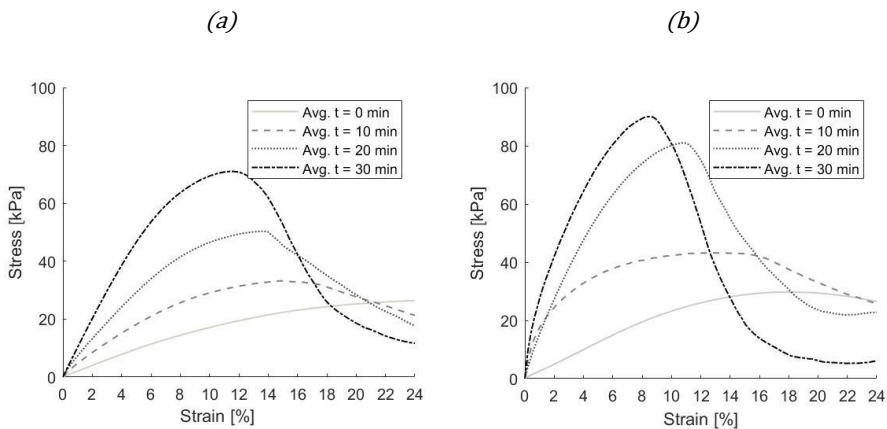 (a)
100
80
60
40
20
0
Stress [kPa]
Avg. t = 0 min
Avg. t = 10 min
Avg. t = 20 min
Avg. t = 30 min
0 2 4 6 8 10 12 14 16 18 20 22 24
Strain [%]
(b)
100
80
60
40
20
0
Stress [kPa]
Avg. t = 0 min
Avg. t = 10 min
Avg. t = 20 min
Avg. t = 30 min
0 2 4 6 8 10 12 14 16 18 20 22 24
Strain [%]